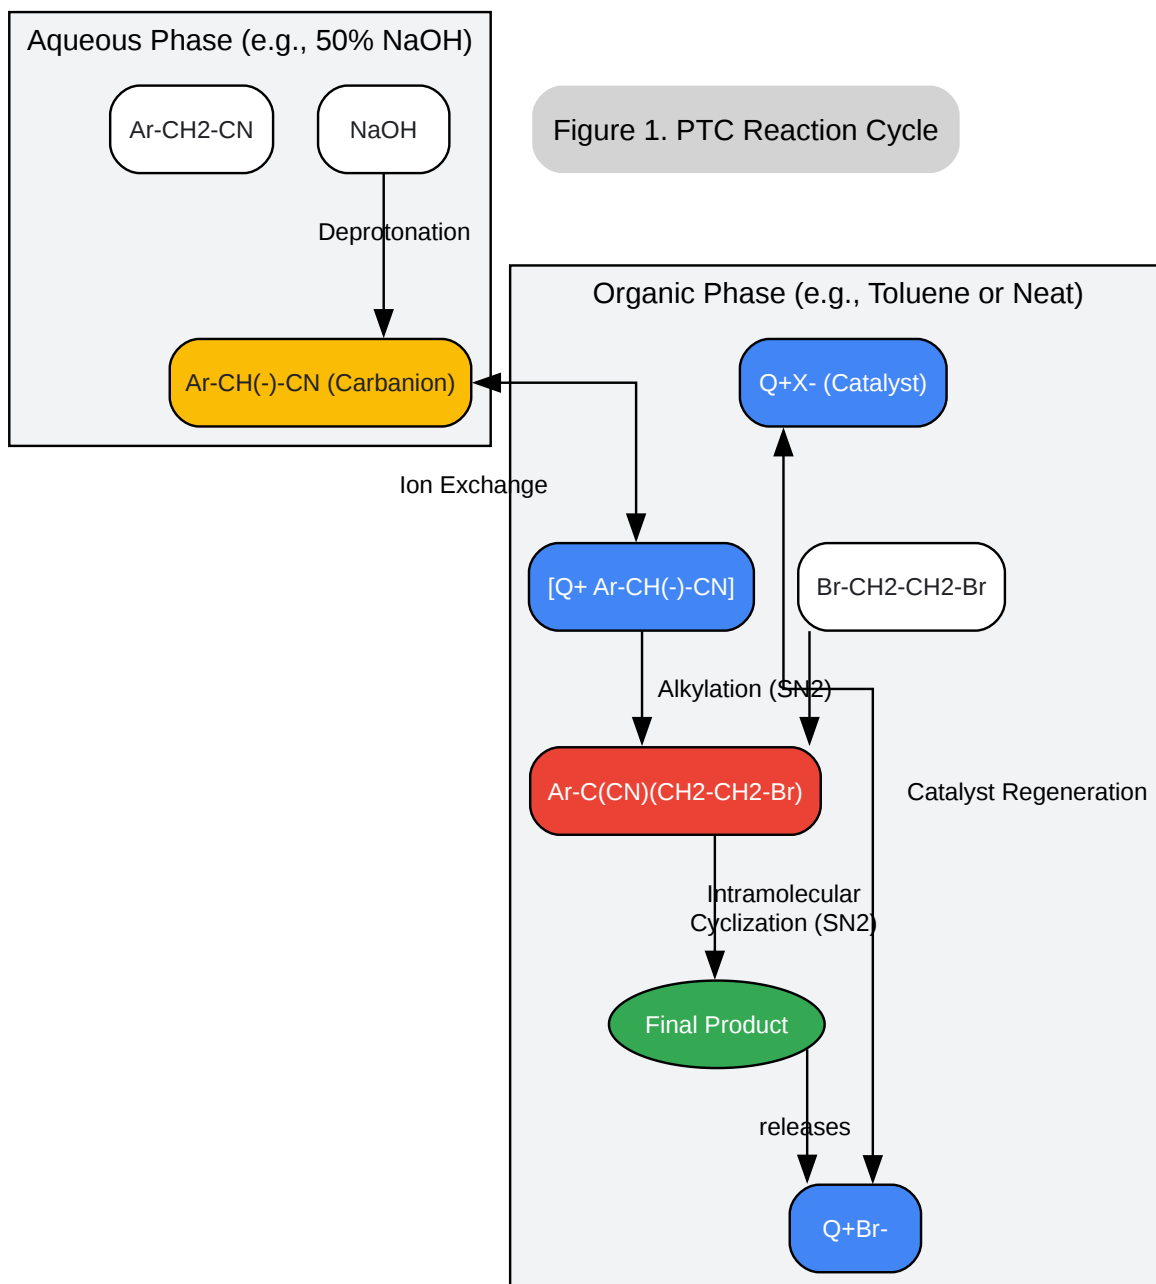 Aqueous Phase (e.g., 50% NaOH)
Ar-CH2-CN
NaOH
Figure 1. PTC Reaction Cycle
Deprotonation
Organic Phase (e.g., Toluene or Neat)
Ar-CH(-)-CN (Carbanion)
Q+X- (Catalyst)
Ion Exchange
[Q+ Ar-CH(-)-CN]
Br-CH2-CH2-Br
Alkylation (SN2)
Ar-C(CN)(CH2-CH2-Br)
Catalyst Regeneration
Intramolecular
Cyclization (SN2)
Final Product
releases
Q+Br-